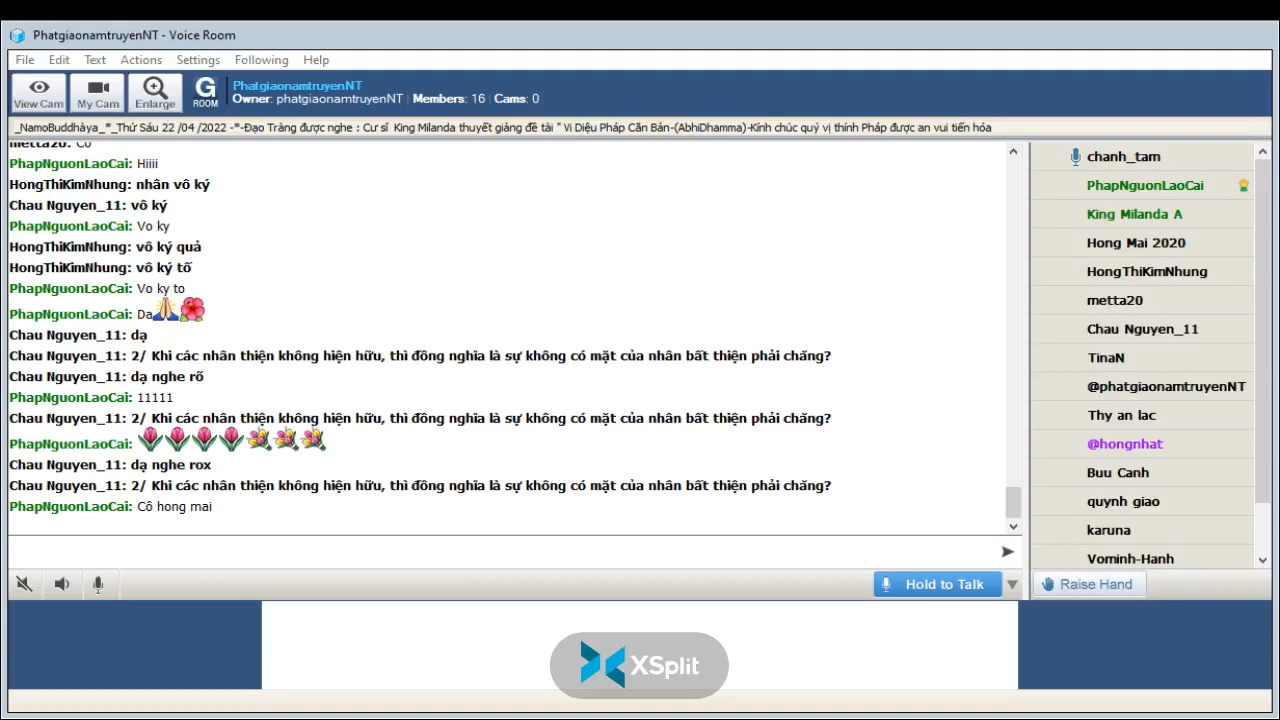 PhatgiaonamtruyenNT - Voice Room
File Edit Text Actions Settings Following Help
View Cam
My Cam
Enlarge
G ROOM
PhatgiaonamtruyenNT
Owner: phatgiaonamtruyenNT | Members: 16 | Cams: 0
_NamoBuddhàya_*_Thứ Sáu 22 /04 /2022 -*-Đạo Tràng được nghe : Cư sĩ King Milanda thuyết giảng đề tài " Vi Diệu Pháp Căn Bản-(AbhiDhamma)-Kính chúc quý vị thính Pháp được an vui tiến hóa
metta20: Co
PhapNguonLaoCai: Hiiii
HongThiKimNhung: nhân vô ký
Chau Nguyen_11: vô ký
PhapNguonLaoCai: Vo ky
HongThiKimNhung: vô ký quả
HongThiKimNhung: vô ký tố
PhapNguonLaoCai: Vo ky to
PhapNguonLaoCai: Da
Chau Nguyen_11: dạ
Chau Nguyen_11: 2/ Khi các nhân thiện không hiện hữu, thì đồng nghĩa là sự không có mặt của nhân bất thiện phải chăng?
Chau Nguyen_11: dạ nghe rõ
PhapNguonLaoCai: 11111
Chau Nguyen_11: 2/ Khi các nhân thiện không hiện hữu, thì đồng nghĩa là sự không có mặt của nhân bất thiện phải chăng?
PhapNguonLaoCai:
Chau Nguyen_11: dạ nghe rox
Chau Nguyen_11: 2/ Khi các nhân thiện không hiện hữu, thì đồng nghĩa là sự không có mặt của nhân bất thiện phải chăng?
PhapNguonLaoCai: Cô hong mai
chanh_tam
PhapNguonLaoCai
King Milanda A
Hong Mai 2020
HongThiKimNhung
metta20
Chau Nguyen_11
TinaN
@phatgiaonamtruyenNT
Thy an lac
@hongnhat
Buu Canh
quynh giao
karuna
Vominh-Hanh
Hold to Talk
Raise Hand
XSplit